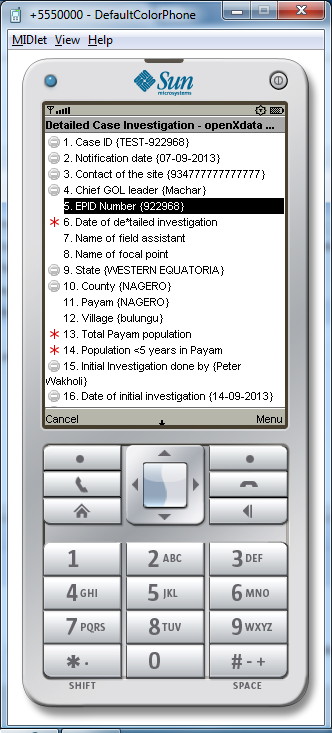 +5550000 - DefaultColorPhone
MIDlet View Help
Sun
microsystems
Detailed Case Investigation - openXdata ...
1. Case ID {TEST-922968}
2. Notification date {07-09-2013}
3. Contact of the site {934777777777777}
4. Chief GOL leader {Machar}
5. EPID Number {922968}
* 6. Date of de*tailed investigation
7. Name of field assistant
8. Name of focal point
9. State {WESTERN EQUATORIA}
10. County {NAGERO}
11. Payam {NAGERO}
12. Village {bulungu}
* 13. Total Payam population
* 14. Population <5 years in Payam
15. Initial Investigation done by {Peter
Wakholi}
16. Date of initial investigation {14-09-2013}
Cancel Menu
1 2 ABC 3 DEF
4 GHI 5 JKL 6 MNO
7 PQRS 8 TUV 9 WXYZ
* . 0 # - +
SHIFT SPACE